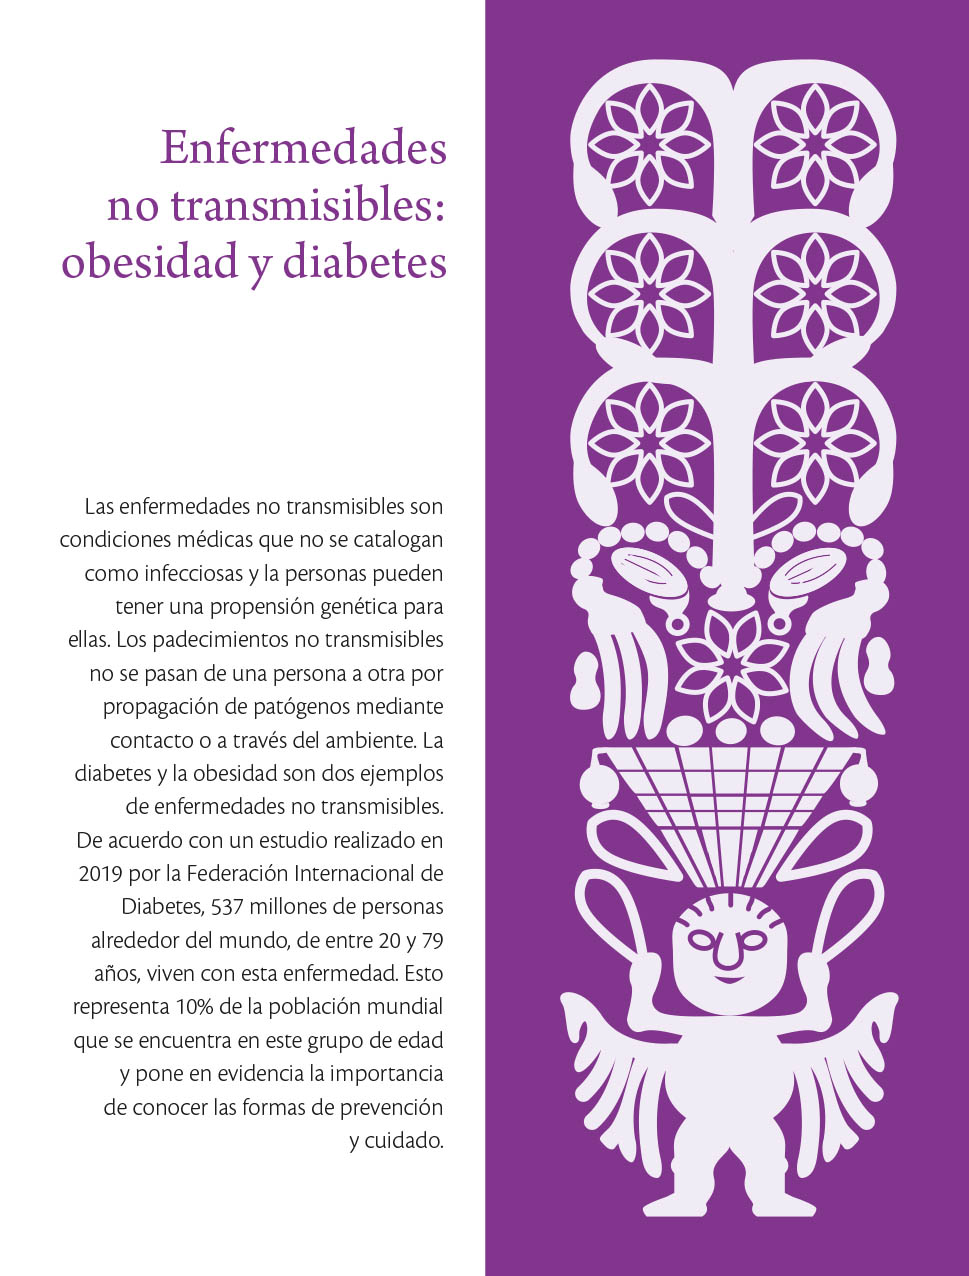 Enfermedades
no transmisibles:
obesidad y diabetes
Las enfermedades no transmisibles son
condiciones médicas que no se catalogan
como infecciosas y la personas pueden
tener una propensión genética para
ellas. Los padecimientos no transmisibles
no se pasan de una persona a otra por
propagación de patógenos mediante
contacto o a través del ambiente. La
diabetes y la obesidad son dos ejemplos
de enfermedades no transmisibles.
De acuerdo con un estudio realizado en
2019 por la Federación Internacional de
Diabetes, 537 millones de personas
alrededor del mundo, de entre 20 y 79
años, viven con esta enfermedad. Esto
representa 10% de la población mundial
que se encuentra en este grupo de edad
y pone en evidencia la importancia
de conocer las formas de prevención
y cuidado.